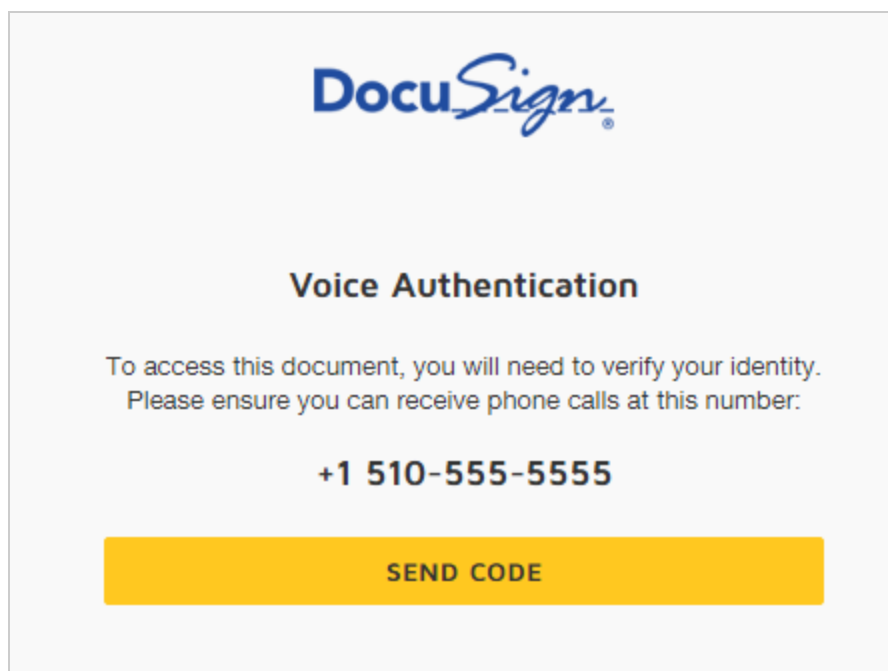 DocuSign®
Voice Authentication
To access this document, you will need to verify your identity.
Please ensure you can receive phone calls at this number:
+1 510-555-5555
SEND CODE